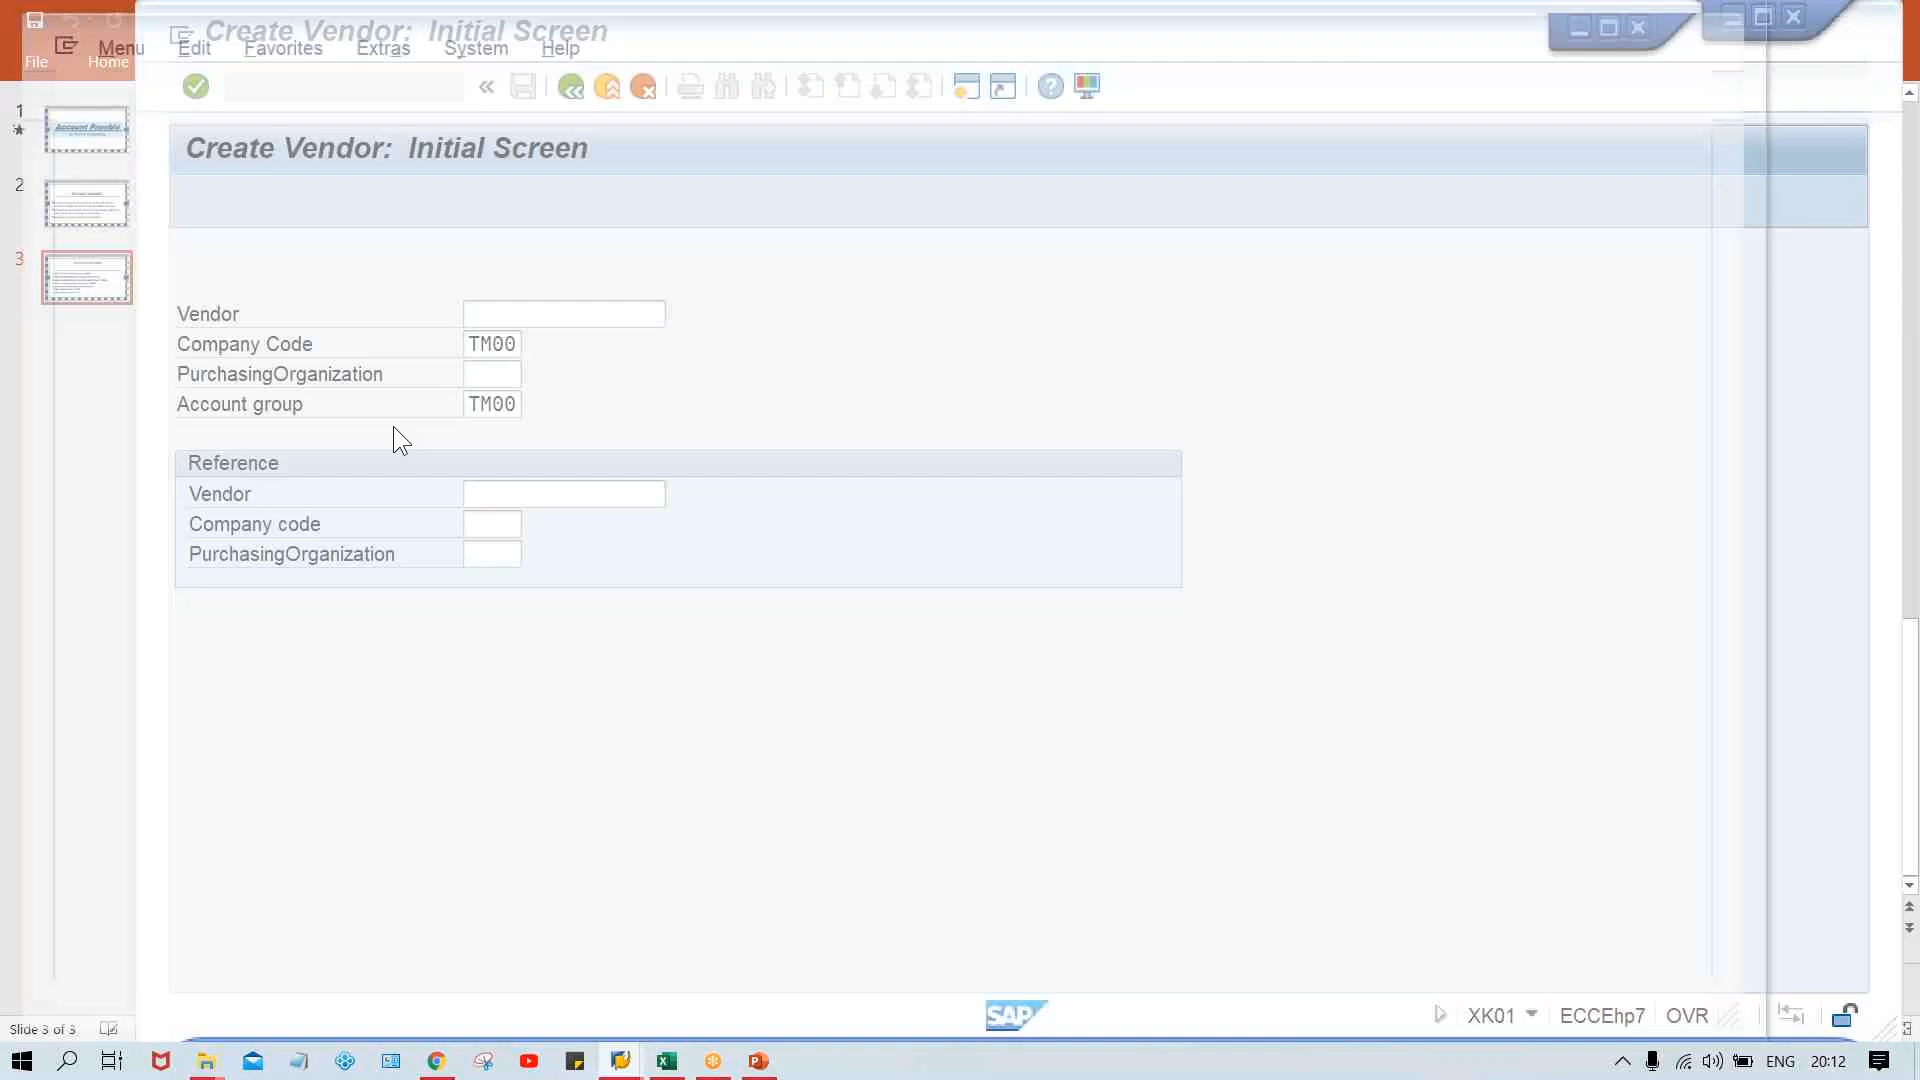 Create Vendor: Initial Screen
Menu Edit Favorites Extras System Help
File Home
1
Account Payable
2
3
Create Vendor: Initial Screen
Vendor
Company Code TM00
PurchasingOrganization
Account group TM00
Reference
Vendor
Company code
PurchasingOrganization
SAP
XK01 ECCEhp7 OVR
Slide 3 of 3
ENG 20:12